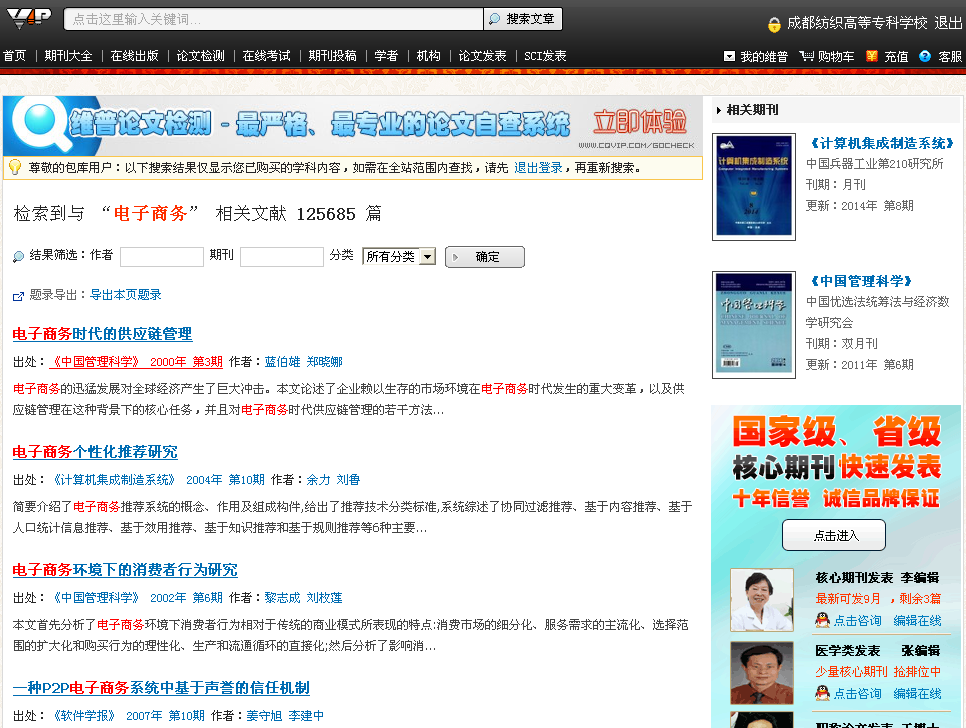 VIP 点击这里输入关键词... 搜索文章 成都纺织高等专科学校 退出
首页 | 期刊大全 | 在线出版 | 论文检测 | 在线考试 | 期刊投稿 | 学者 | 机构 | 论文发表 | SCI发表 我的维普 购物车 充值 客服
维普论文检测 - 最严格、最专业的论文自查系统 立即体验
WWW.CQVIP.COM/GOCHECK
尊敬的包库用户：以下搜索结果仅显示您已购买的学科内容，如需在全站范围内查找，请先 退出登录，再重新搜索。
检索到与 “电子商务” 相关文献 125685 篇
结果筛选：作者 期刊 分类 所有分类 确定
题录导出：导出本页题录
电子商务时代的供应链管理
出处：《中国管理科学》 2000年 第3期 作者：蓝伯雄 郑晓娜
电子商务的迅猛发展对全球经济产生了巨大冲击。本文论述了企业赖以生存的市场环境在电子商务时代发生的重大变革，以及供
应链管理在这种背景下的核心任务，并且对电子商务时代供应链管理的若干方法...
电子商务个性化推荐研究
出处：《计算机集成制造系统》 2004年 第10期 作者：余力 刘鲁
简要介绍了电子商务推荐系统的概念、作用及组成构件,给出了推荐技术分类标准,系统综述了协同过滤推荐、基于内容推荐、基于
人口统计信息推荐、基于效用推荐、基于知识推荐和基于规则推荐等6种主要...
电子商务环境下的消费者行为研究
出处：《中国管理科学》 2002年 第6期 作者：黎志成 刘枚莲
本文首先分析了电子商务环境下消费者行为相对于传统的商业模式所表现的特点:消费市场的细分化、服务需求的主流化、选择范
围的扩大化和购买行为的理性化、生产和流通循环的直接化;然后分析了影响消...
一种P2P电子商务系统中基于声誉的信任机制
出处：《软件学报》 2007年 第10期 作者：姜守旭 李建中
相关期刊
计算机集成制造系统
《计算机集成制造系统》
中国兵器工业第210研究所
刊期：月刊
更新：2014年 第8期
中国管理科学
《中国管理科学》
中国优选法统筹法与经济数
学研究会
刊期：双月刊
更新：2011年 第6期
国家级、省级
核心期刊快速发表
十年信誉 诚信品牌保证
点击进入
核心期刊发表 李编辑
最新可发9月 ，剩余3篇
点击咨询 编辑在线
医学类发表 张编辑
少量核心期刊 抢排位中
点击咨询 编辑在线